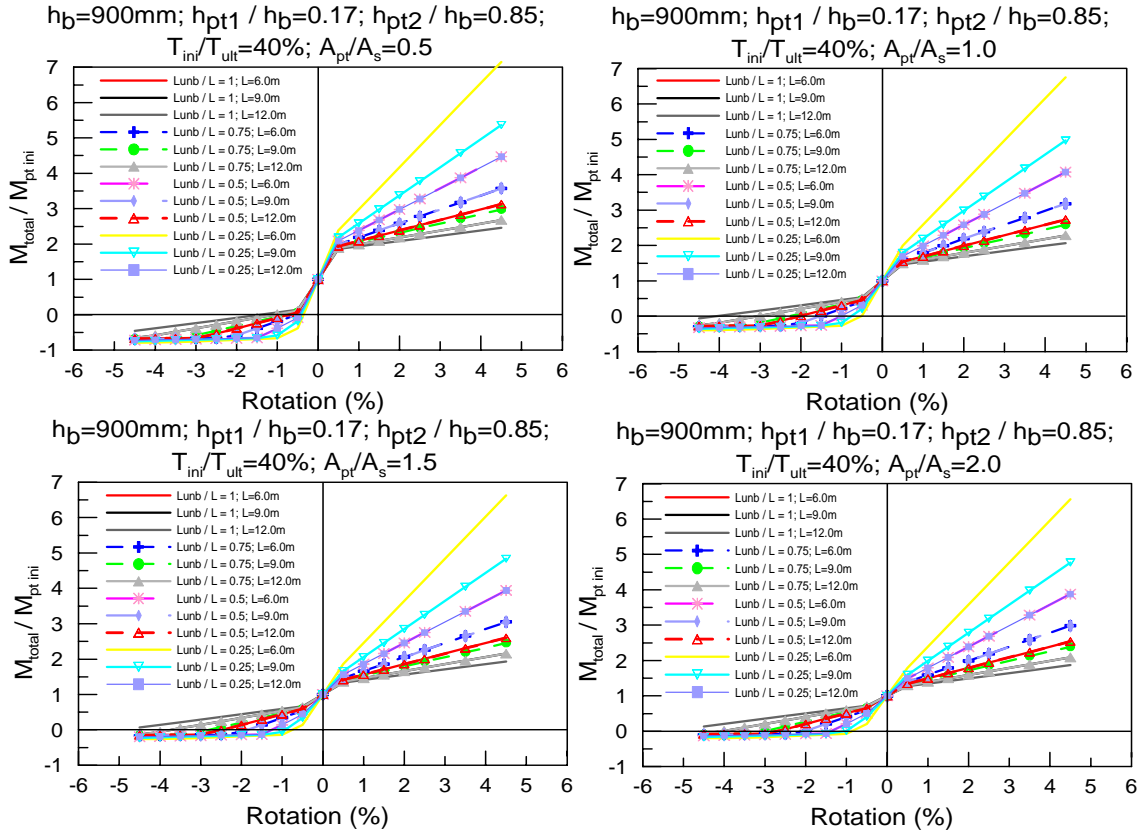 h_b=900mm; h_pt1 / h_b=0.17; h_pt2 / h_b=0.85;
T_ini/T_ult=40%; A_pt/A_s=0.5
M_total / M_pt ini
7
6
5
4
3
2
1
0
-1
Lunb / L = 1; L=6.0m
Lunb / L = 1; L=9.0m
Lunb / L = 1; L=12.0m
Lunb / L = 0.75; L=6.0m
Lunb / L = 0.75; L=9.0m
Lunb / L = 0.75; L=12.0m
Lunb / L = 0.5; L=6.0m
Lunb / L = 0.5; L=9.0m
Lunb / L = 0.5; L=12.0m
Lunb / L = 0.25; L=6.0m
Lunb / L = 0.25; L=9.0m
Lunb / L = 0.25; L=12.0m
-6 -5 -4 -3 -2 -1 0 1 2 3 4 5 6
Rotation (%)
h_b=900mm; h_pt1 / h_b=0.17; h_pt2 / h_b=0.85;
T_ini/T_ult=40%; A_pt/A_s=1.0
M_total / M_pt ini
7
6
5
4
3
2
1
0
-1
Lunb / L = 1; L=6.0m
Lunb / L = 1; L=9.0m
Lunb / L = 1; L=12.0m
Lunb / L = 0.75; L=6.0m
Lunb / L = 0.75; L=9.0m
Lunb / L = 0.75; L=12.0m
Lunb / L = 0.5; L=6.0m
Lunb / L = 0.5; L=9.0m
Lunb / L = 0.5; L=12.0m
Lunb / L = 0.25; L=6.0m
Lunb / L = 0.25; L=9.0m
Lunb / L = 0.25; L=12.0m
-6 -5 -4 -3 -2 -1 0 1 2 3 4 5 6
Rotation (%)
h_b=900mm; h_pt1 / h_b=0.17; h_pt2 / h_b=0.85;
T_ini/T_ult=40%; A_pt/A_s=1.5
M_total / M_pt ini
7
6
5
4
3
2
1
0
-1
Lunb / L = 1; L=6.0m
Lunb / L = 1; L=9.0m
Lunb / L = 1; L=12.0m
Lunb / L = 0.75; L=6.0m
Lunb / L = 0.75; L=9.0m
Lunb / L = 0.75; L=12.0m
Lunb / L = 0.5; L=6.0m
Lunb / L = 0.5; L=9.0m
Lunb / L = 0.5; L=12.0m
Lunb / L = 0.25; L=6.0m
Lunb / L = 0.25; L=9.0m
Lunb / L = 0.25; L=12.0m
-6 -5 -4 -3 -2 -1 0 1 2 3 4 5 6
Rotation (%)
h_b=900mm; h_pt1 / h_b=0.17; h_pt2 / h_b=0.85;
T_ini/T_ult=40%; A_pt/A_s=2.0
M_total / M_pt ini
7
6
5
4
3
2
1
0
-1
Lunb / L = 1; L=6.0m
Lunb / L = 1; L=9.0m
Lunb / L = 1; L=12.0m
Lunb / L = 0.75; L=6.0m
Lunb / L = 0.75; L=9.0m
Lunb / L = 0.75; L=12.0m
Lunb / L = 0.5; L=6.0m
Lunb / L = 0.5; L=9.0m
Lunb / L = 0.5; L=12.0m
Lunb / L = 0.25; L=6.0m
Lunb / L = 0.25; L=9.0m
Lunb / L = 0.25; L=12.0m
-6 -5 -4 -3 -2 -1 0 1 2 3 4 5 6
Rotation (%)